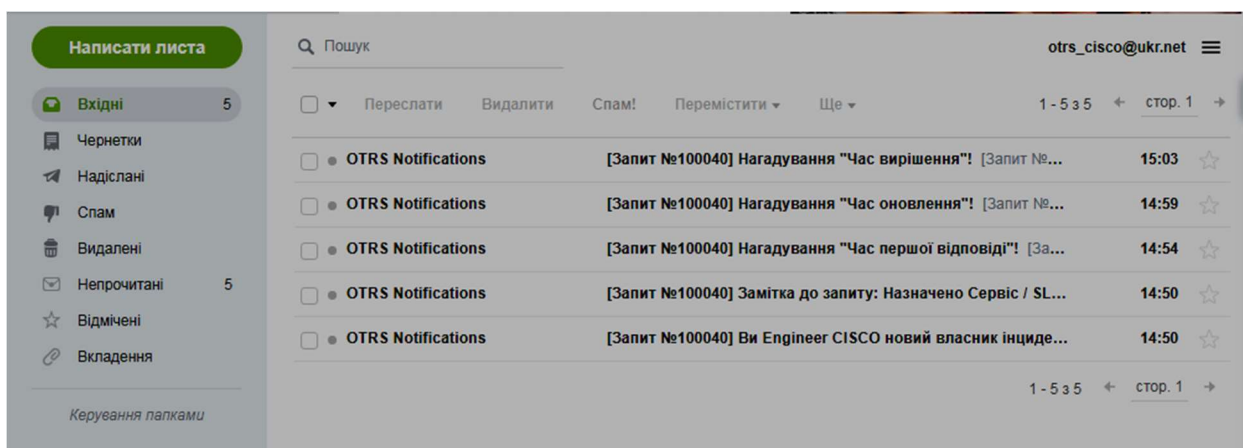 Написати листа
Вхідні 5
Чернетки
Надіслані
Спам
Видалені
Непрочитані 5
Відмічені
Вкладення
Керування папками
Пошук
otrs_cisco@ukr.net
Переслати Видалити Спам! Перемістити Ще 1 - 5 з 5 стор. 1
OTRS Notifications [Запит №100040] Нагадування "Час вирішення"! [Запит №... 15:03
OTRS Notifications [Запит №100040] Нагадування "Час оновлення"! [Запит №... 14:59
OTRS Notifications [Запит №100040] Нагадування "Час першої відповіді"! [За... 14:54
OTRS Notifications [Запит №100040] Замітка до запиту: Назначено Сервіс / SL... 14:50
OTRS Notifications [Запит №100040] Ви Engineer CISCO новий власник інциде... 14:50
1 - 5 з 5 стор. 1